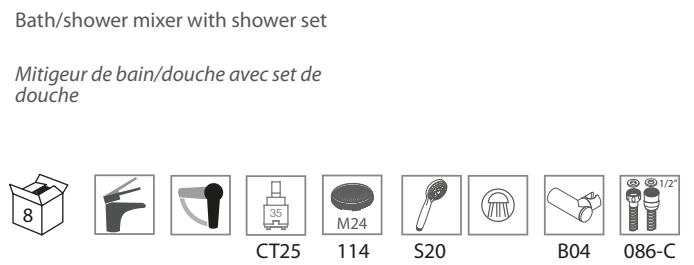 Bath/shower mixer with shower set
Mitigeur de bain/douche avec set de
douche
8
35
M24
1/2"
CT25 114 S20 B04 086-C